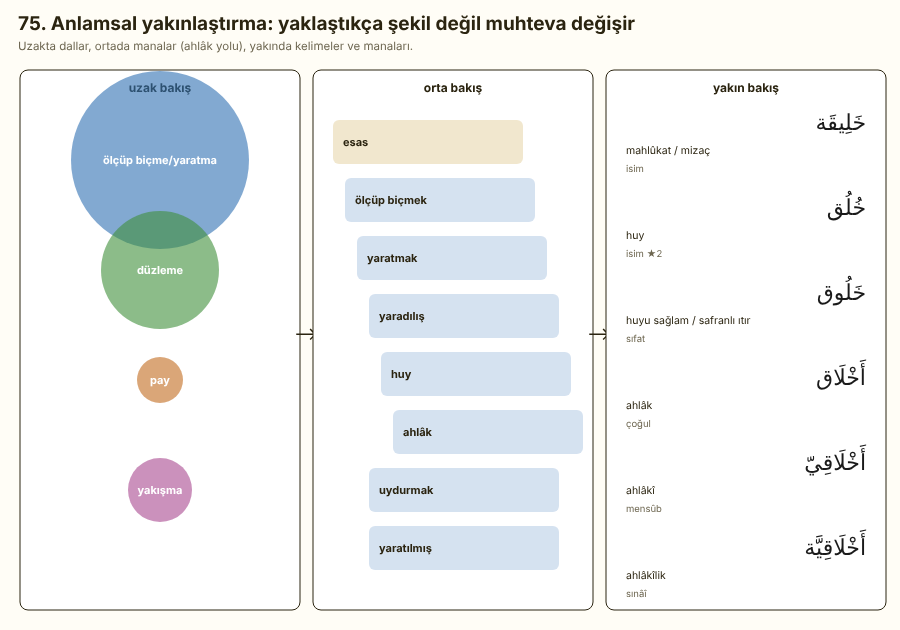 75. Anlamsal yakınlaştırma: yaklaştıkça şekil değil muhteva değişir
Uzakta dallar, ortada manalar (ahlâk yolu), yakında kelimeler ve manaları.
uzak bakış
ölçüp biçme/yaratma
düzleme
pay
yakışma
orta bakış
esas
ölçüp biçmek
yaratmak
yaradılış
huy
ahlâk
uydurmak
yaratılmış
yakın bakış
خَلِيقَة
mahlûkat / mizaç
isim
خُلُق
huy
isim ★2
خَلُوق
huyu sağlam / safranlı ıtır
sıfat
أَخْلَاق
ahlâk
çoğul
أَخْلَاقِيّ
ahlâkî
mensûb
أَخْلَاقِيَّة
ahlâkîlik
sınâî